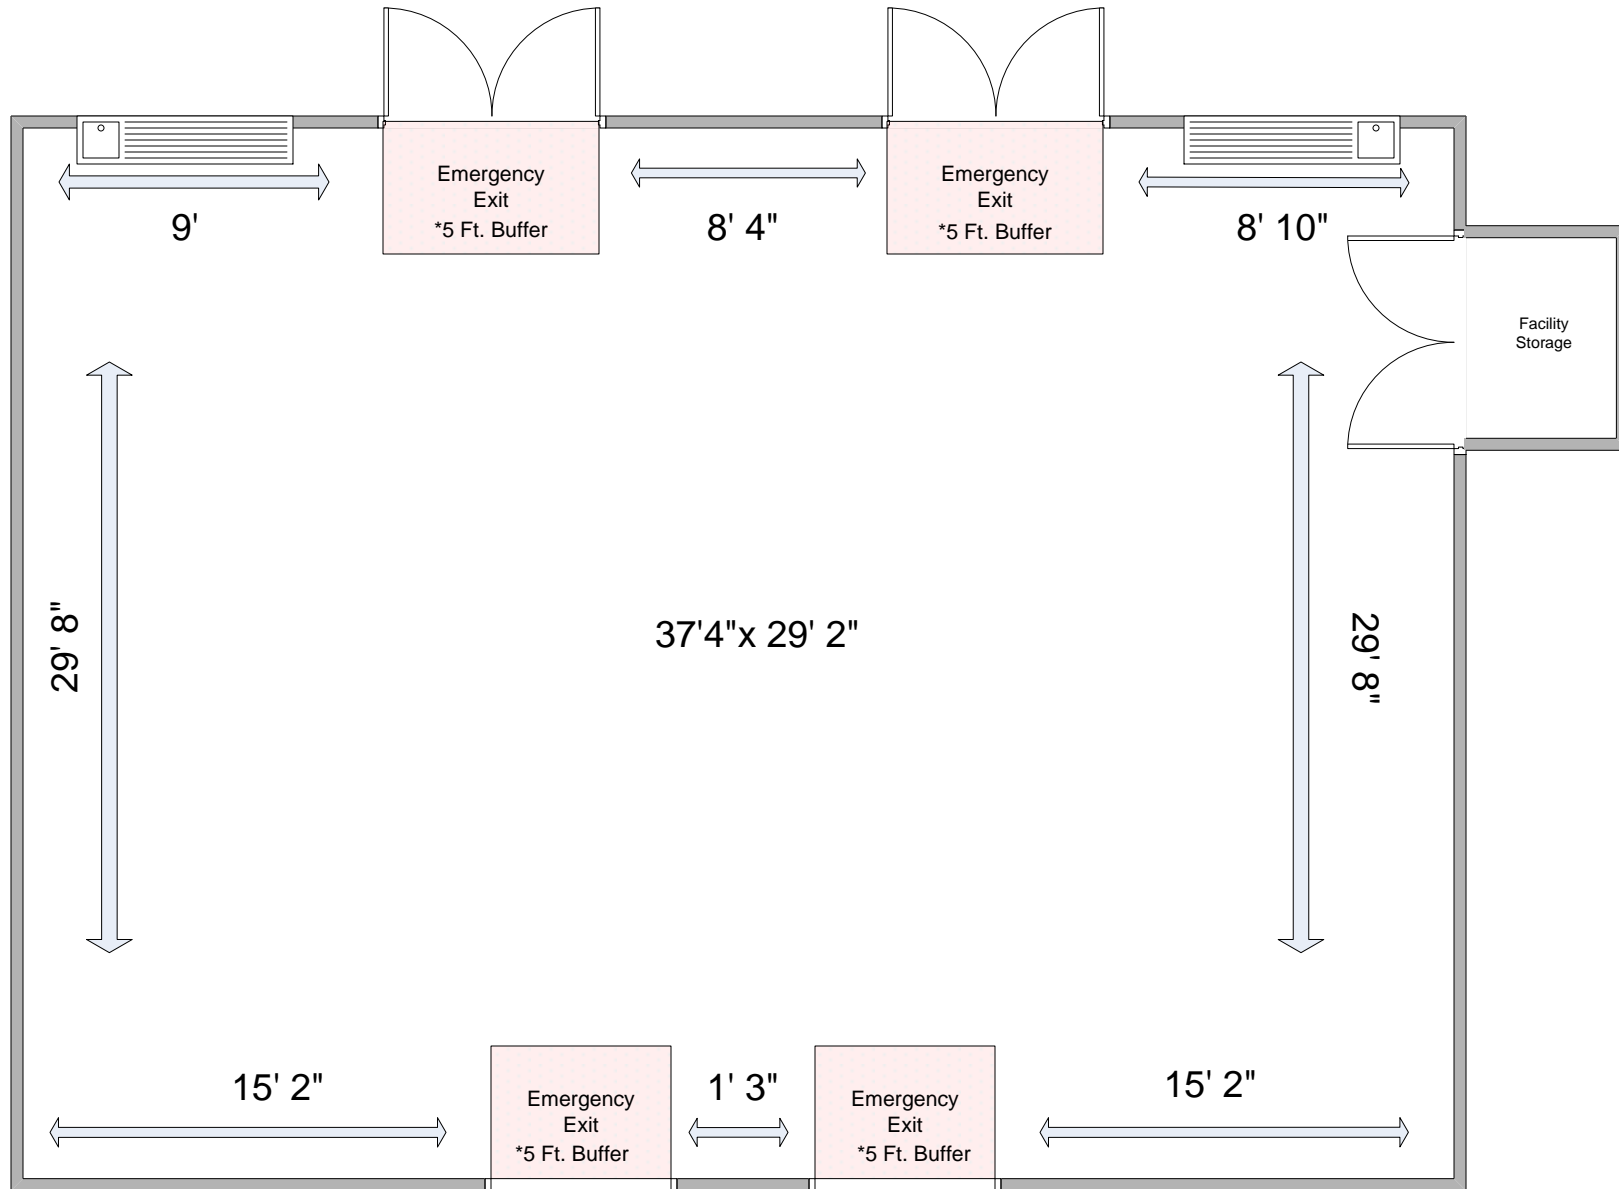 Emergency
Exit
*5 Ft. Buffer
Emergency
Exit
*5 Ft. Buffer
9'
8' 4"
8' 10"
Facility
Storage
29' 8"
37'4"x 29' 2"
29' 8"
15' 2"
Emergency
Exit
*5 Ft. Buffer
1' 3"
Emergency
Exit
*5 Ft. Buffer
15' 2"